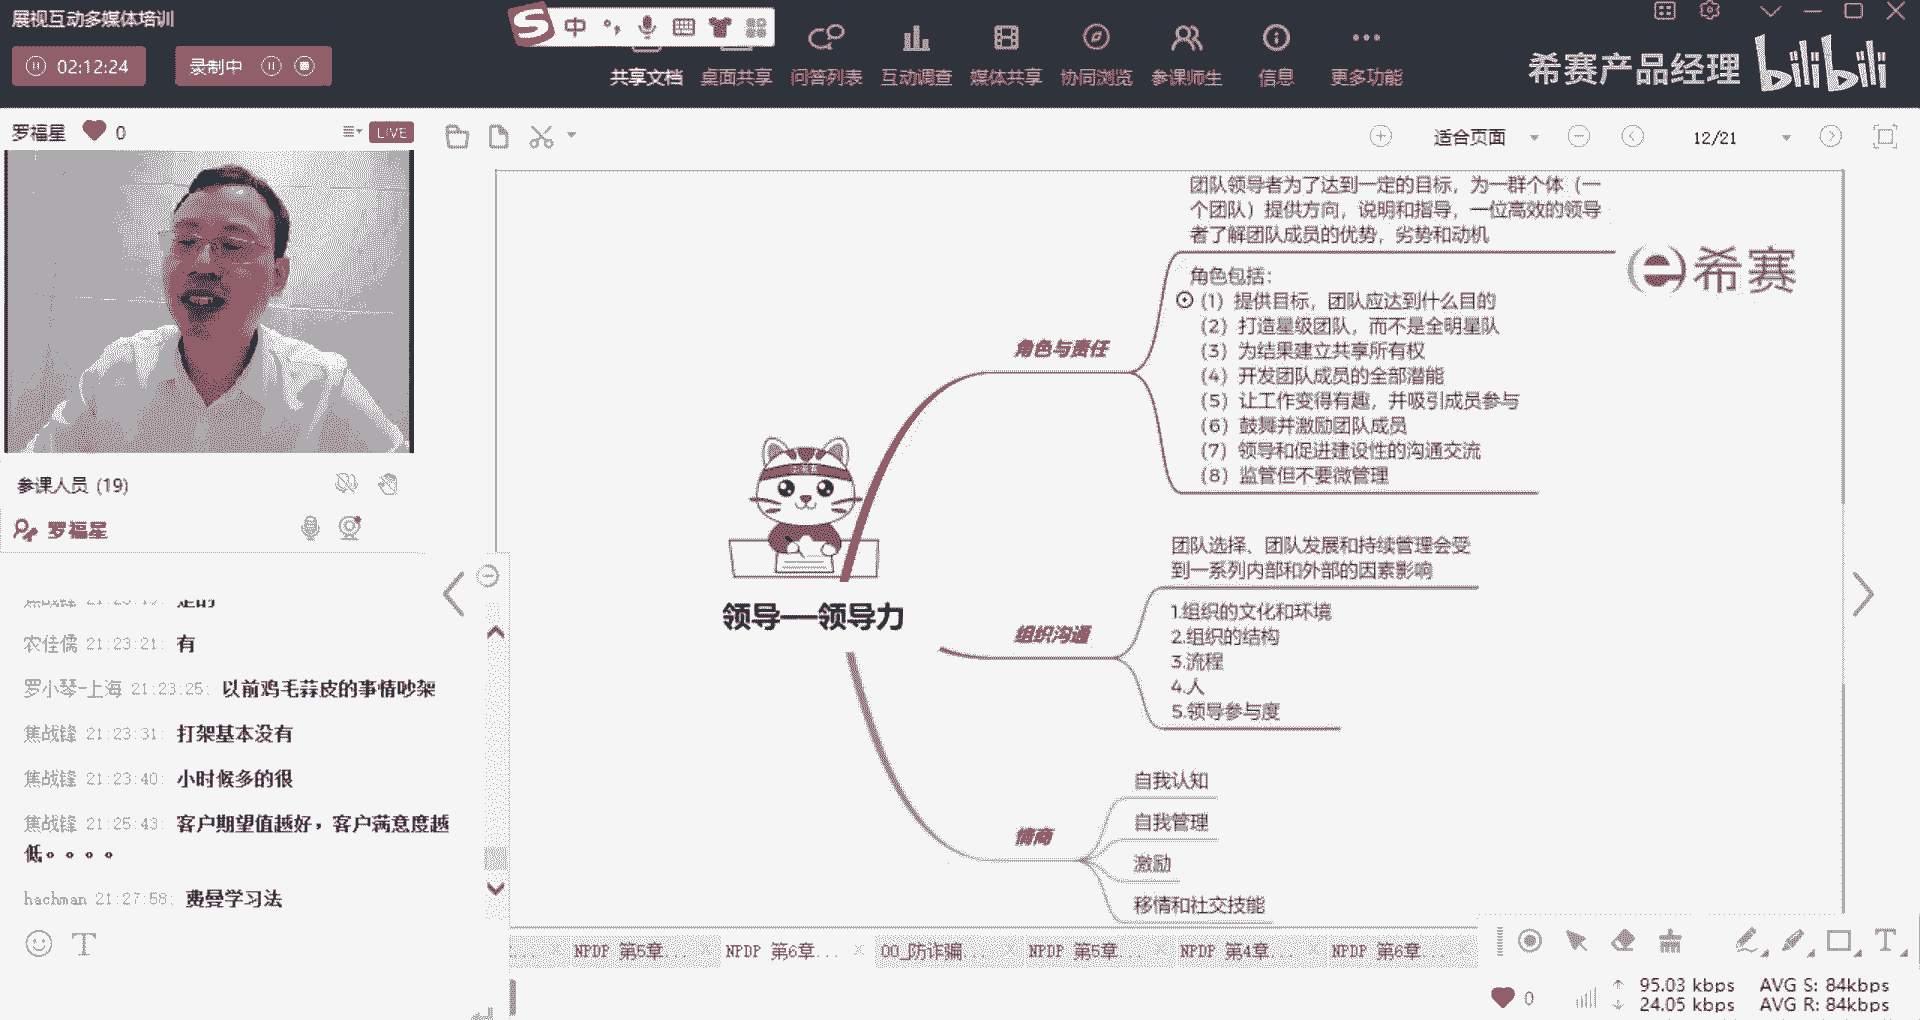 展视互动多媒体培训
02:12:24
录制中
中
共享文档
桌面共享
问答列表
互动调查
媒体共享
协同浏览
参课师生
信息
更多功能
希赛产品经理
bilibili
罗福星
0
LIVE
适合页面
12/21
参课人员 (19)
罗福星
农佳儒 21:23:21: 有
罗小琴-上海 21:23:25: 以前鸡毛蒜皮的事情吵架
焦战锋 21:23:31: 打架基本没有
焦战锋 21:23:40: 小时候多的很
焦战锋 21:25:43: 客户期望值越好，客户满意度越
低。。。。
hachman 21:27:58: 费曼学习法
领导—领导力
角色与责任
团队领导者为了达到一定的目标，为一群个体（一
个团队）提供方向，说明和指导，一位高效的领导
者了解团队成员的优势，劣势和动机
角色包括：
（1）提供目标，团队应达到什么目的
（2）打造星级团队，而不是全明星队
（3）为结果建立共享所有权
（4）开发团队成员的全部潜能
（5）让工作变得有趣，并吸引成员参与
（6）鼓舞并激励团队成员
（7）领导和促进建设性的沟通交流
（8）监管但不要微管理
希赛
组织沟通
团队选择、团队发展和持续管理会受
到一系列内部和外部的因素影响
1.组织的文化和环境
2.组织的结构
3.流程
4.人
5.领导参与度
情商
自我认知
自我管理
激励
移情和社交技能
NPDP 第5章...
NPDP 第6章...
00_防诈骗...
NPDP 第5章...
NPDP 第4章...
NPDP 第6章...
0
95.03 kbps AVG S: 84kbps
24.05 kbps AVG R: 84kbps